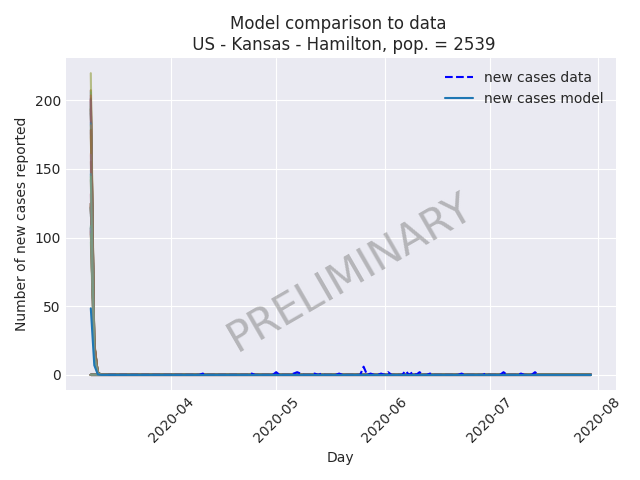 Model comparison to data
US - Kansas - Hamilton, pop. = 2539
new cases data
new cases model
Number of new cases reported
200
150
100
50
0
PRELIMINARY
2020-04
2020-05
2020-06
2020-07
2020-08
Day